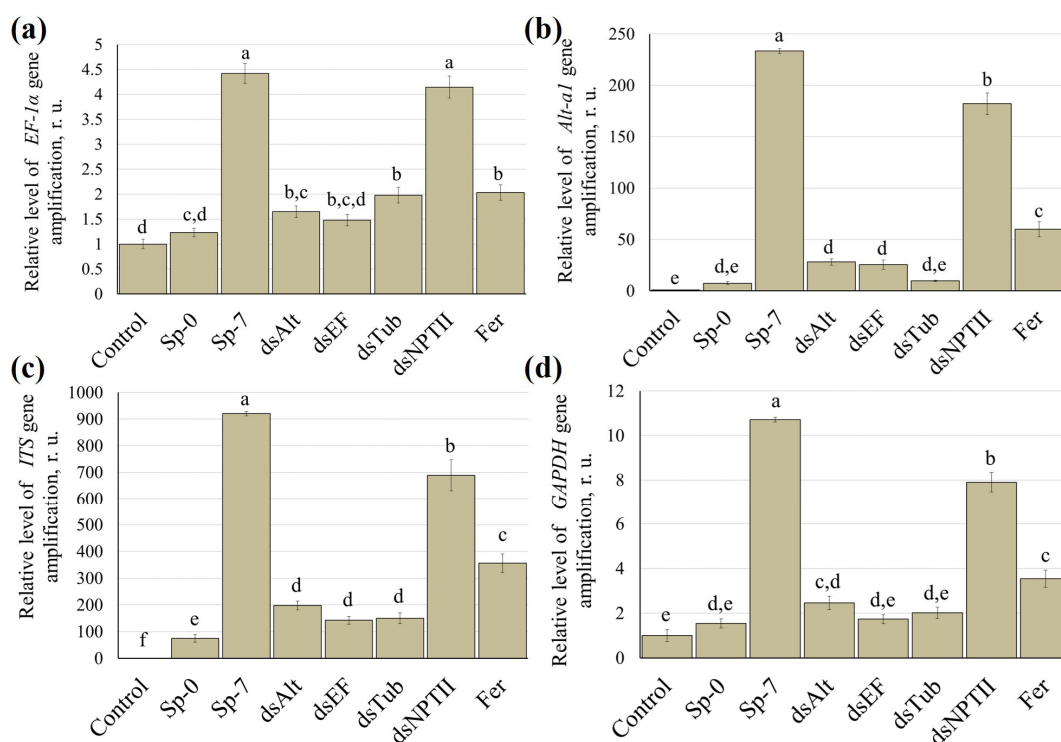 (a)
Relative level of EF-1α gene
amplification, r. u.
5
4.5
4
3.5
3
2.5
2
1.5
1
0.5
0
d
c,d
a
b,c
b,c,d
b
a
b
Control
Sp-0
Sp-7
dsAlt
dsEF
dsTub
dsNPTII
Fer
(b)
Relative level of Alt-a1 gene
amplification, r. u.
250
200
150
100
50
0
e
d,e
a
d
d
d,e
b
c
Control
Sp-0
Sp-7
dsAlt
dsEF
dsTub
dsNPTII
Fer
(c)
Relative level of ITS gene
amplification, r. u.
1000
900
800
700
600
500
400
300
200
100
0
f
e
a
d
d
d
b
c
Control
Sp-0
Sp-7
dsAlt
dsEF
dsTub
dsNPTII
Fer
(d)
Relative level of GAPDH gene
amplification, r. u.
12
10
8
6
4
2
0
e
d,e
a
c,d
d,e
d,e
b
c
Control
Sp-0
Sp-7
dsAlt
dsEF
dsTub
dsNPTII
Fer